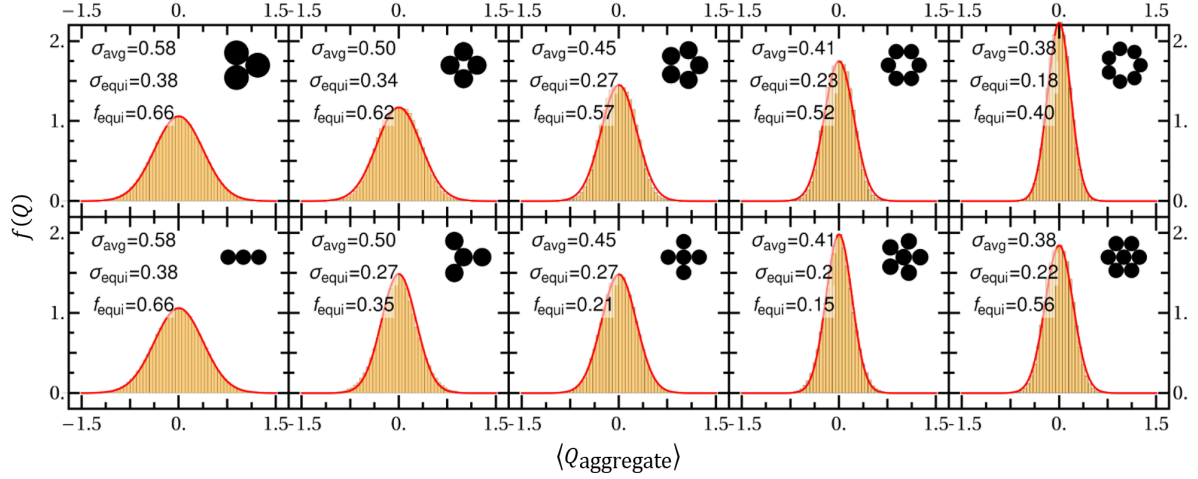 −1.5 0. 1.5 −1.5 0. 1.5 −1.5 0. 1.5 −1.5 0. 1.5 −1.5 0. 1.5
2. σavg=0.58 σavg=0.50 σavg=0.45 σavg=0.41 σavg=0.38 2.
σequi=0.38 σequi=0.34 σequi=0.27 σequi=0.23 σequi=0.18
1. fequi=0.66 fequi=0.62 fequi=0.57 fequi=0.52 fequi=0.40 1.
0. 0.
f(Q)
2. σavg=0.58 σavg=0.50 σavg=0.45 σavg=0.41 σavg=0.38 2.
σequi=0.38 σequi=0.27 σequi=0.27 σequi=0.2 σequi=0.22
1. fequi=0.66 fequi=0.35 fequi=0.21 fequi=0.15 fequi=0.56 1.
0. 0.
−1.5 0. 1.5 −1.5 0. 1.5 −1.5 0. 1.5 −1.5 0. 1.5 −1.5 0. 1.5
⟨Qaggregate⟩